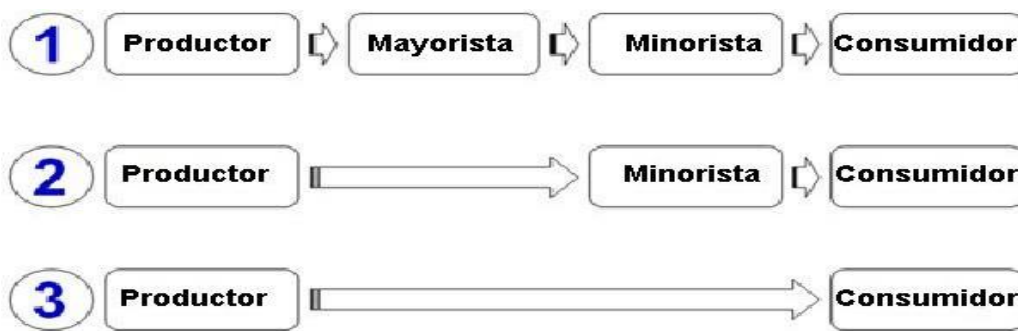 1 Productor Mayorista Minorista Consumidor
2 Productor Minorista Consumidor
3 Productor Consumidor